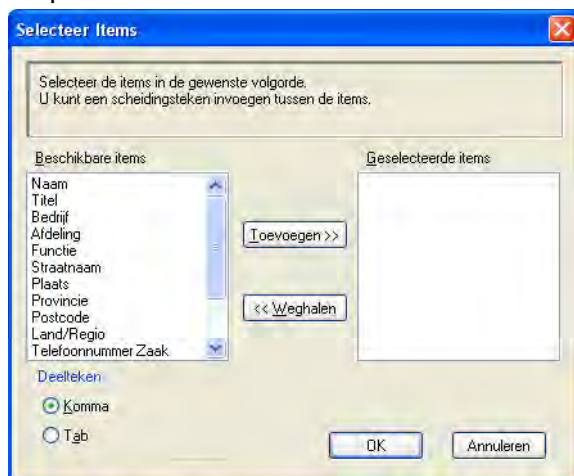 Selecteer Items
Selecteer de items in de gewenste volgorde.
U kunt een scheidingsteken invoegen tussen de items.
Beschikbare items
Geselecteerde items
Naam
Titel
Bedrijf
Afdeling
Functie
Straatnaam
Plaats
Provincie
Postcode
Land/Regio
Telefoonnummer Zaak
Toevoegen >>
<< Weghalen
Deelteken
Komma
Tab
OK
Annuleren